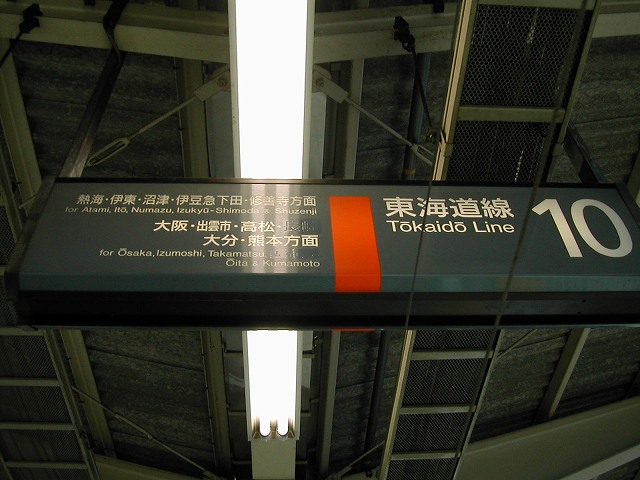 熱海・伊東・沼津・伊豆急下田・修善寺方面
for Atami, Itō, Numazu, Izukyū-Shimoda & Shuzenji
大阪・出雲市・高松・
大分・熊本方面
for Ōsaka, Izumoshi, Takamatsu,
Ōita & Kumamoto
東海道線
Tōkaidō Line
10